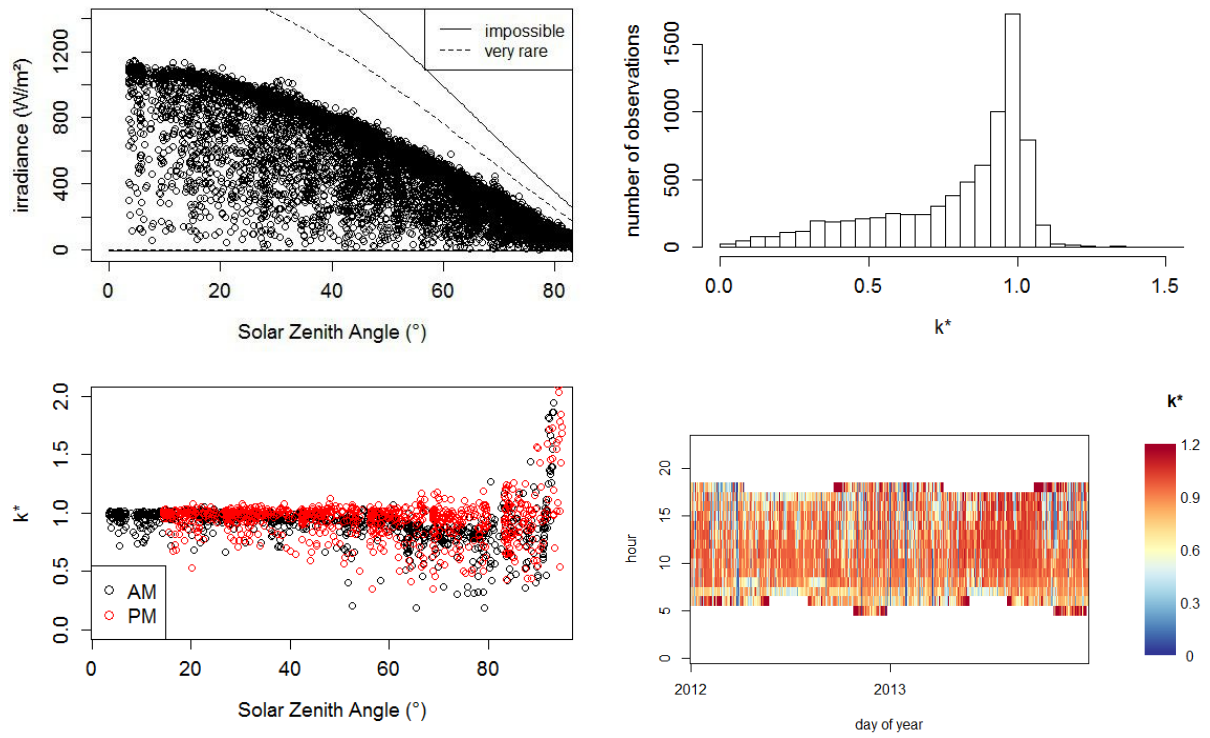 irradiance (W/m²)
0 400 800 1200
impossible
very rare
0 20 40 60 80
Solar Zenith Angle (°)
number of observations
0 500 1000 1500
0.0 0.5 1.0 1.5
k*
k*
0.0 0.5 1.0 1.5 2.0
AM
PM
0 20 40 60 80
Solar Zenith Angle (°)
k*
hour
0 5 10 15 20
1.2
0.9
0.6
0.3
0
2012 2013
day of year